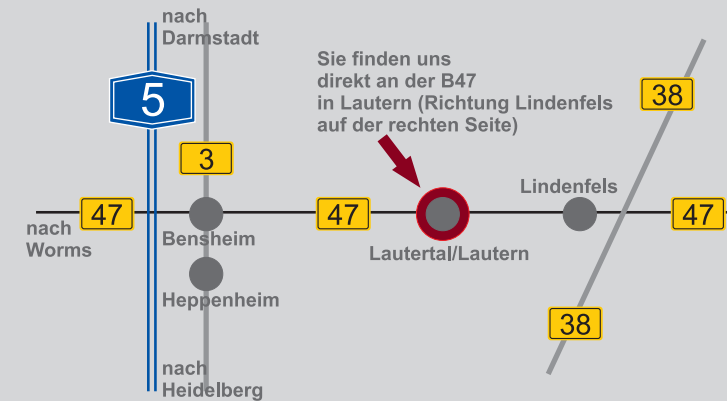 nach
Darmstadt
5
3
Sie finden uns
direkt an der B47
in Lautern (Richtung Lindenfels
auf der rechten Seite)
38
47
nach
Worms
Bensheim
47
Lautertal/Lautern
Lindenfels
47
Heppenheim
38
nach
Heidelberg